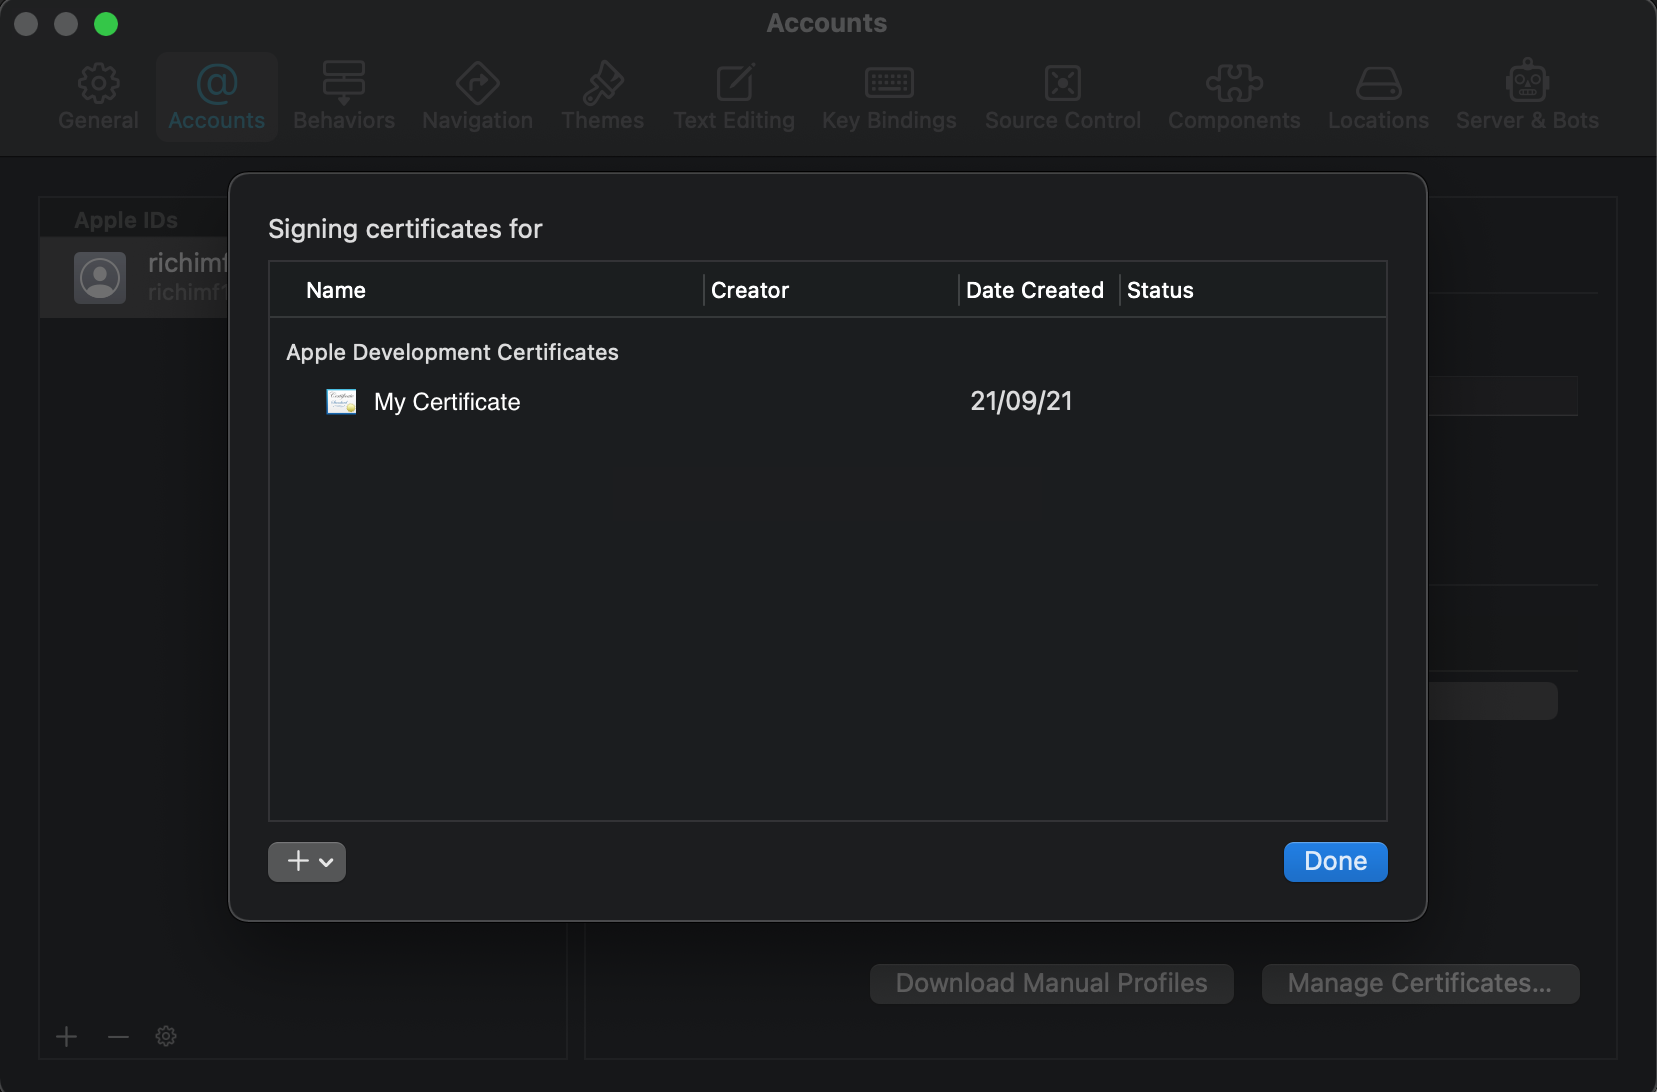 Accounts
General Accounts Behaviors Navigation Themes Text Editing Key Bindings Source Control Components Locations Server & Bots
Apple IDs
richimf
richimf1
Signing certificates for
Name Creator Date Created Status
Apple Development Certificates
My Certificate 21/09/21
Done
Download Manual Profiles Manage Certificates...